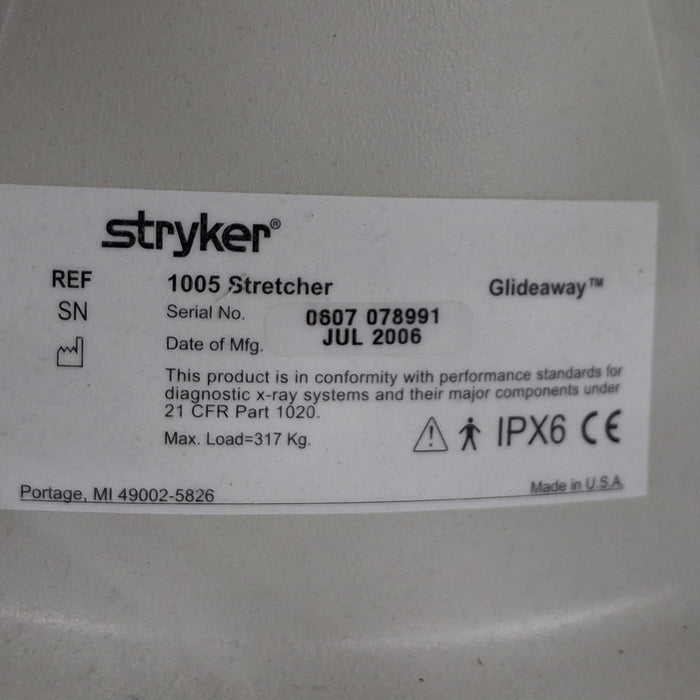 stryker®
REF 1005 Stretcher Glideaway™
SN Serial No. 0607 078991
Date of Mfg. JUL 2006
This product is in conformity with performance standards for
diagnostic x-ray systems and their major components under
21 CFR Part 1020.
Max. Load=317 Kg. IPX6 CE
Portage, MI 49002-5826 Made in U.S.A.